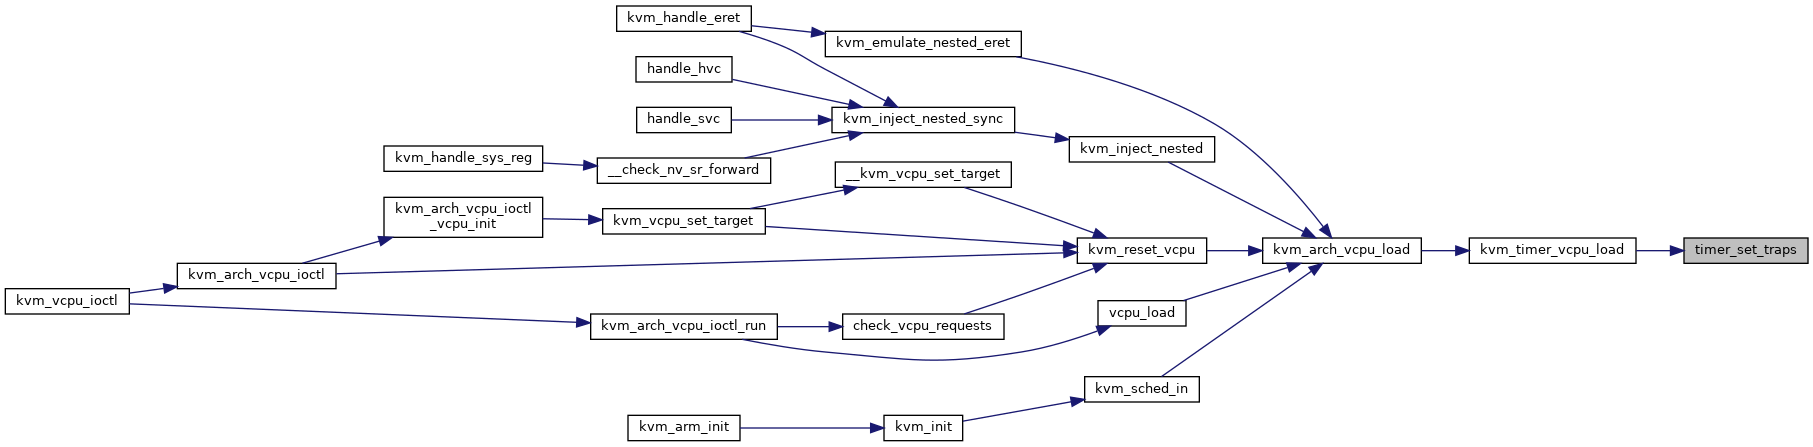 kvm_handle_eret
kvm_emulate_nested_eret
handle_hvc
handle_svc
kvm_inject_nested_sync
kvm_inject_nested
kvm_handle_sys_reg
__check_nv_sr_forward
__kvm_vcpu_set_target
kvm_arch_vcpu_ioctl
_vcpu_init
kvm_vcpu_set_target
kvm_reset_vcpu
kvm_arch_vcpu_load
kvm_timer_vcpu_load
timer_set_traps
kvm_arch_vcpu_ioctl
kvm_vcpu_ioctl
vcpu_load
kvm_arch_vcpu_ioctl_run
check_vcpu_requests
kvm_sched_in
kvm_arm_init
kvm_init